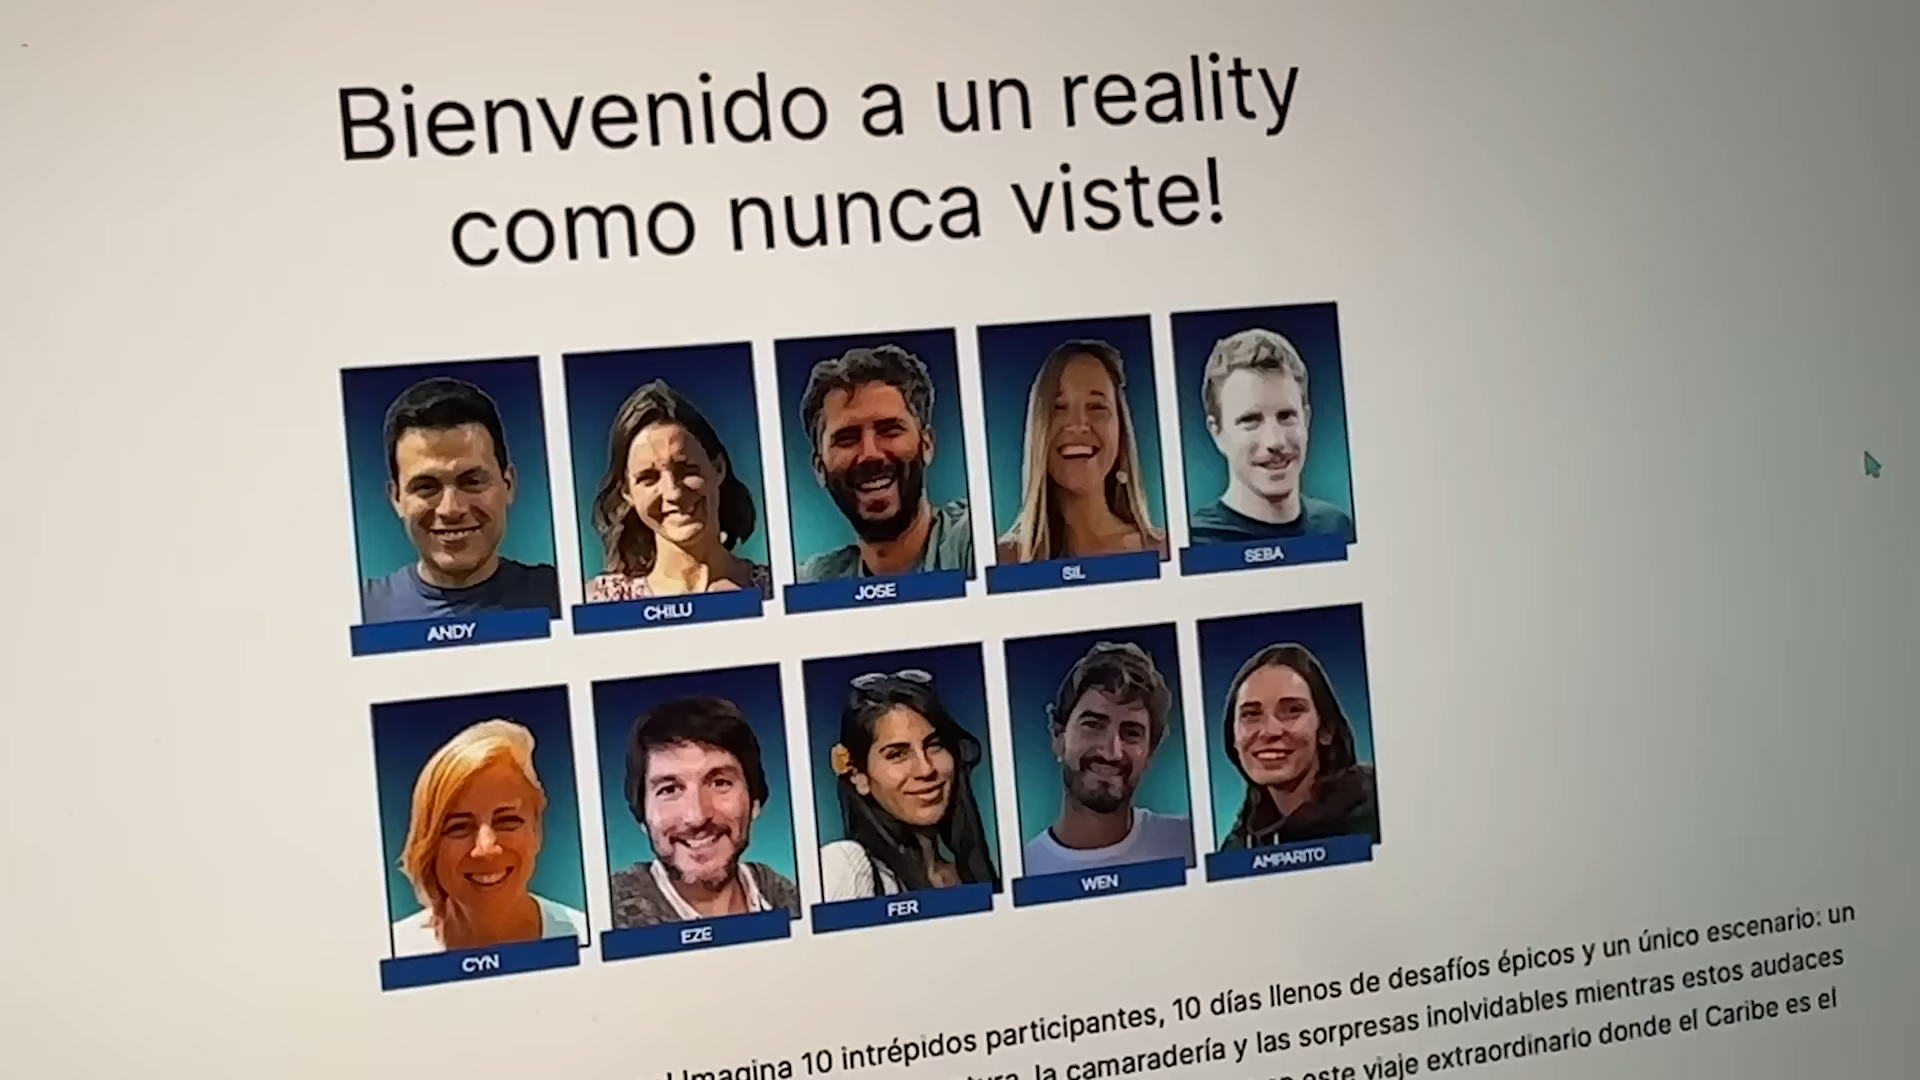 Bienvenido a un reality
como nunca viste!
ANDY
CHILU
JOSE
SIL
SEBA
CYN
EZE
FER
WEN
AMPARITO
¡Imagina 10 intrépidos participantes, 10 días llenos de desafíos épicos y un único escenario: un
la camaradería y las sorpresas inolvidables mientras estos audaces
este viaje extraordinario donde el Caribe es el